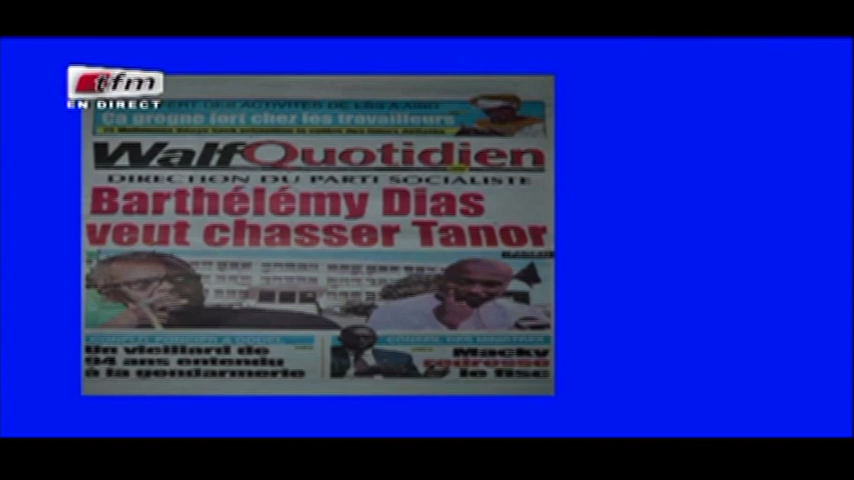 tfm
EN DIRECT
Ça grogne fort chez les travailleurs
WalfQuotidien
DIRECTION DU PARTI SOCIALISTE
Barthélémy Dias
veut chasser Tanor
Un vieillard de
94 ans entendu
à la gendarmerie
Macky
redresse
le fisc